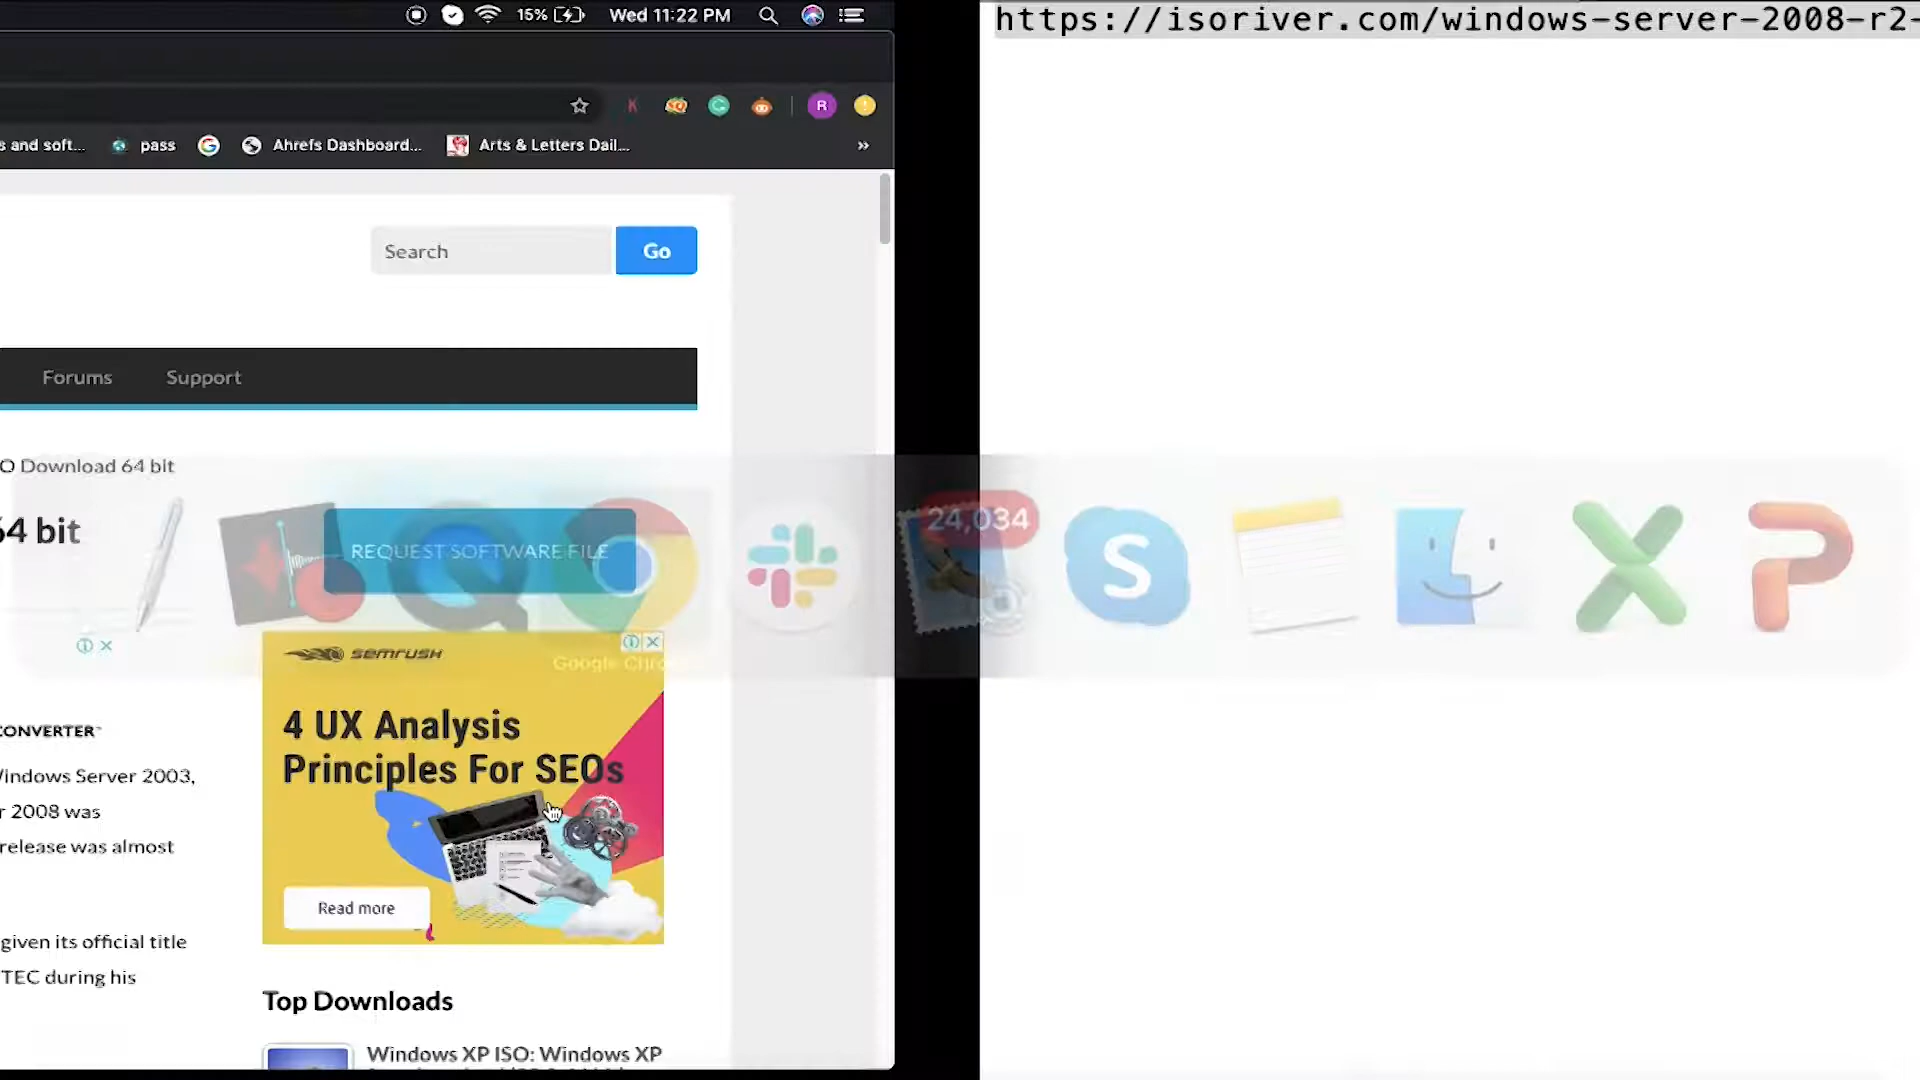 15%
Wed 11:22 PM
https://isoriver.com/windows-server-2008-r2-
K
R
s and soft...
pass
Ahrefs Dashboard...
Arts & Letters Dail...
»
Search
Go
Forums
Support
O Download 64 bit
64 bit
REQUEST SOFTWARE FILE
24,034
S
semrush
Google Chro
4 UX Analysis
Principles For SEOs
CONVERTER
Windows Server 2003,
r 2008 was
release was almost
Read more
given its official title
TEC during his
Top Downloads
Windows XP ISO: Windows XP